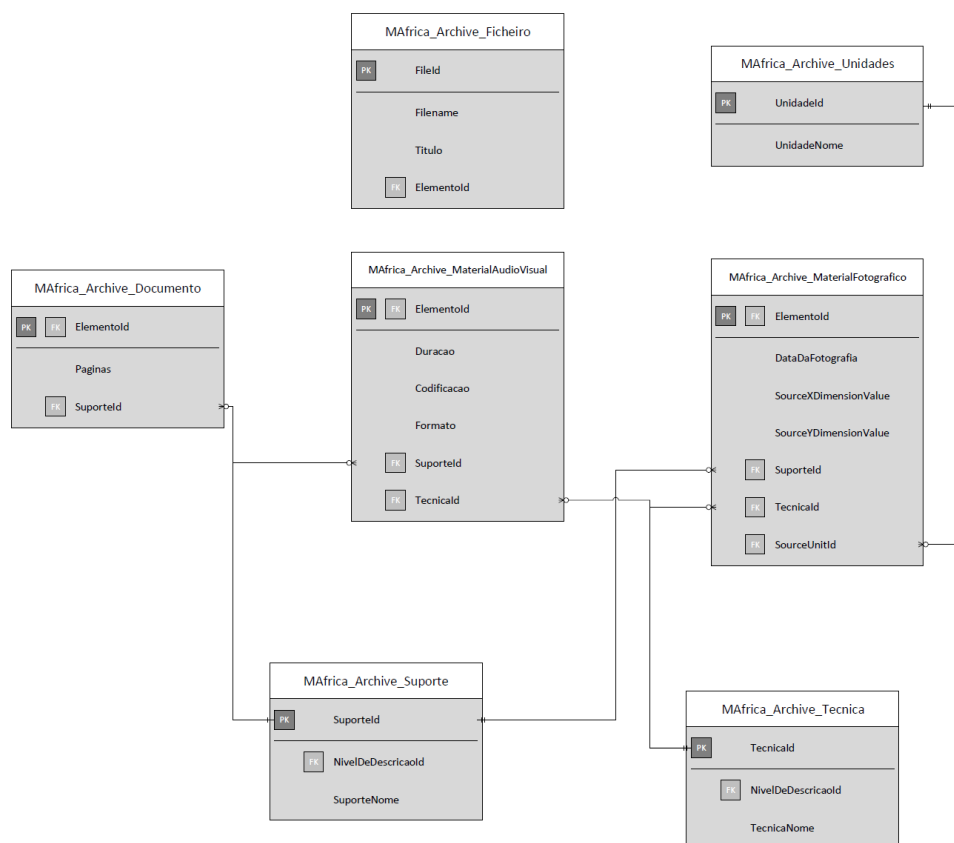 MAfrica_Archive_Ficheiro
PK FileId
Filename
Titulo
FK ElementoId
MAfrica_Archive_Unidades
PK UnidadeId
UnidadeNome
MAfrica_Archive_Documento
PK FK ElementoId
Paginas
FK SuporteId
MAfrica_Archive_MaterialAudioVisual
PK FK ElementoId
Duracao
Codificacao
Formato
FK SuporteId
FK TecnicaId
MAfrica_Archive_MaterialFotografico
PK FK ElementoId
DataDaFotografia
SourceXDimensionValue
SourceYDimensionValue
FK SuporteId
FK TecnicaId
FK SourceUnitId
MAfrica_Archive_Suporte
PK SuporteId
FK NivelDeDescricaoId
SuporteNome
MAfrica_Archive_Tecnica
PK TecnicaId
FK NivelDeDescricaoId
TecnicaNome